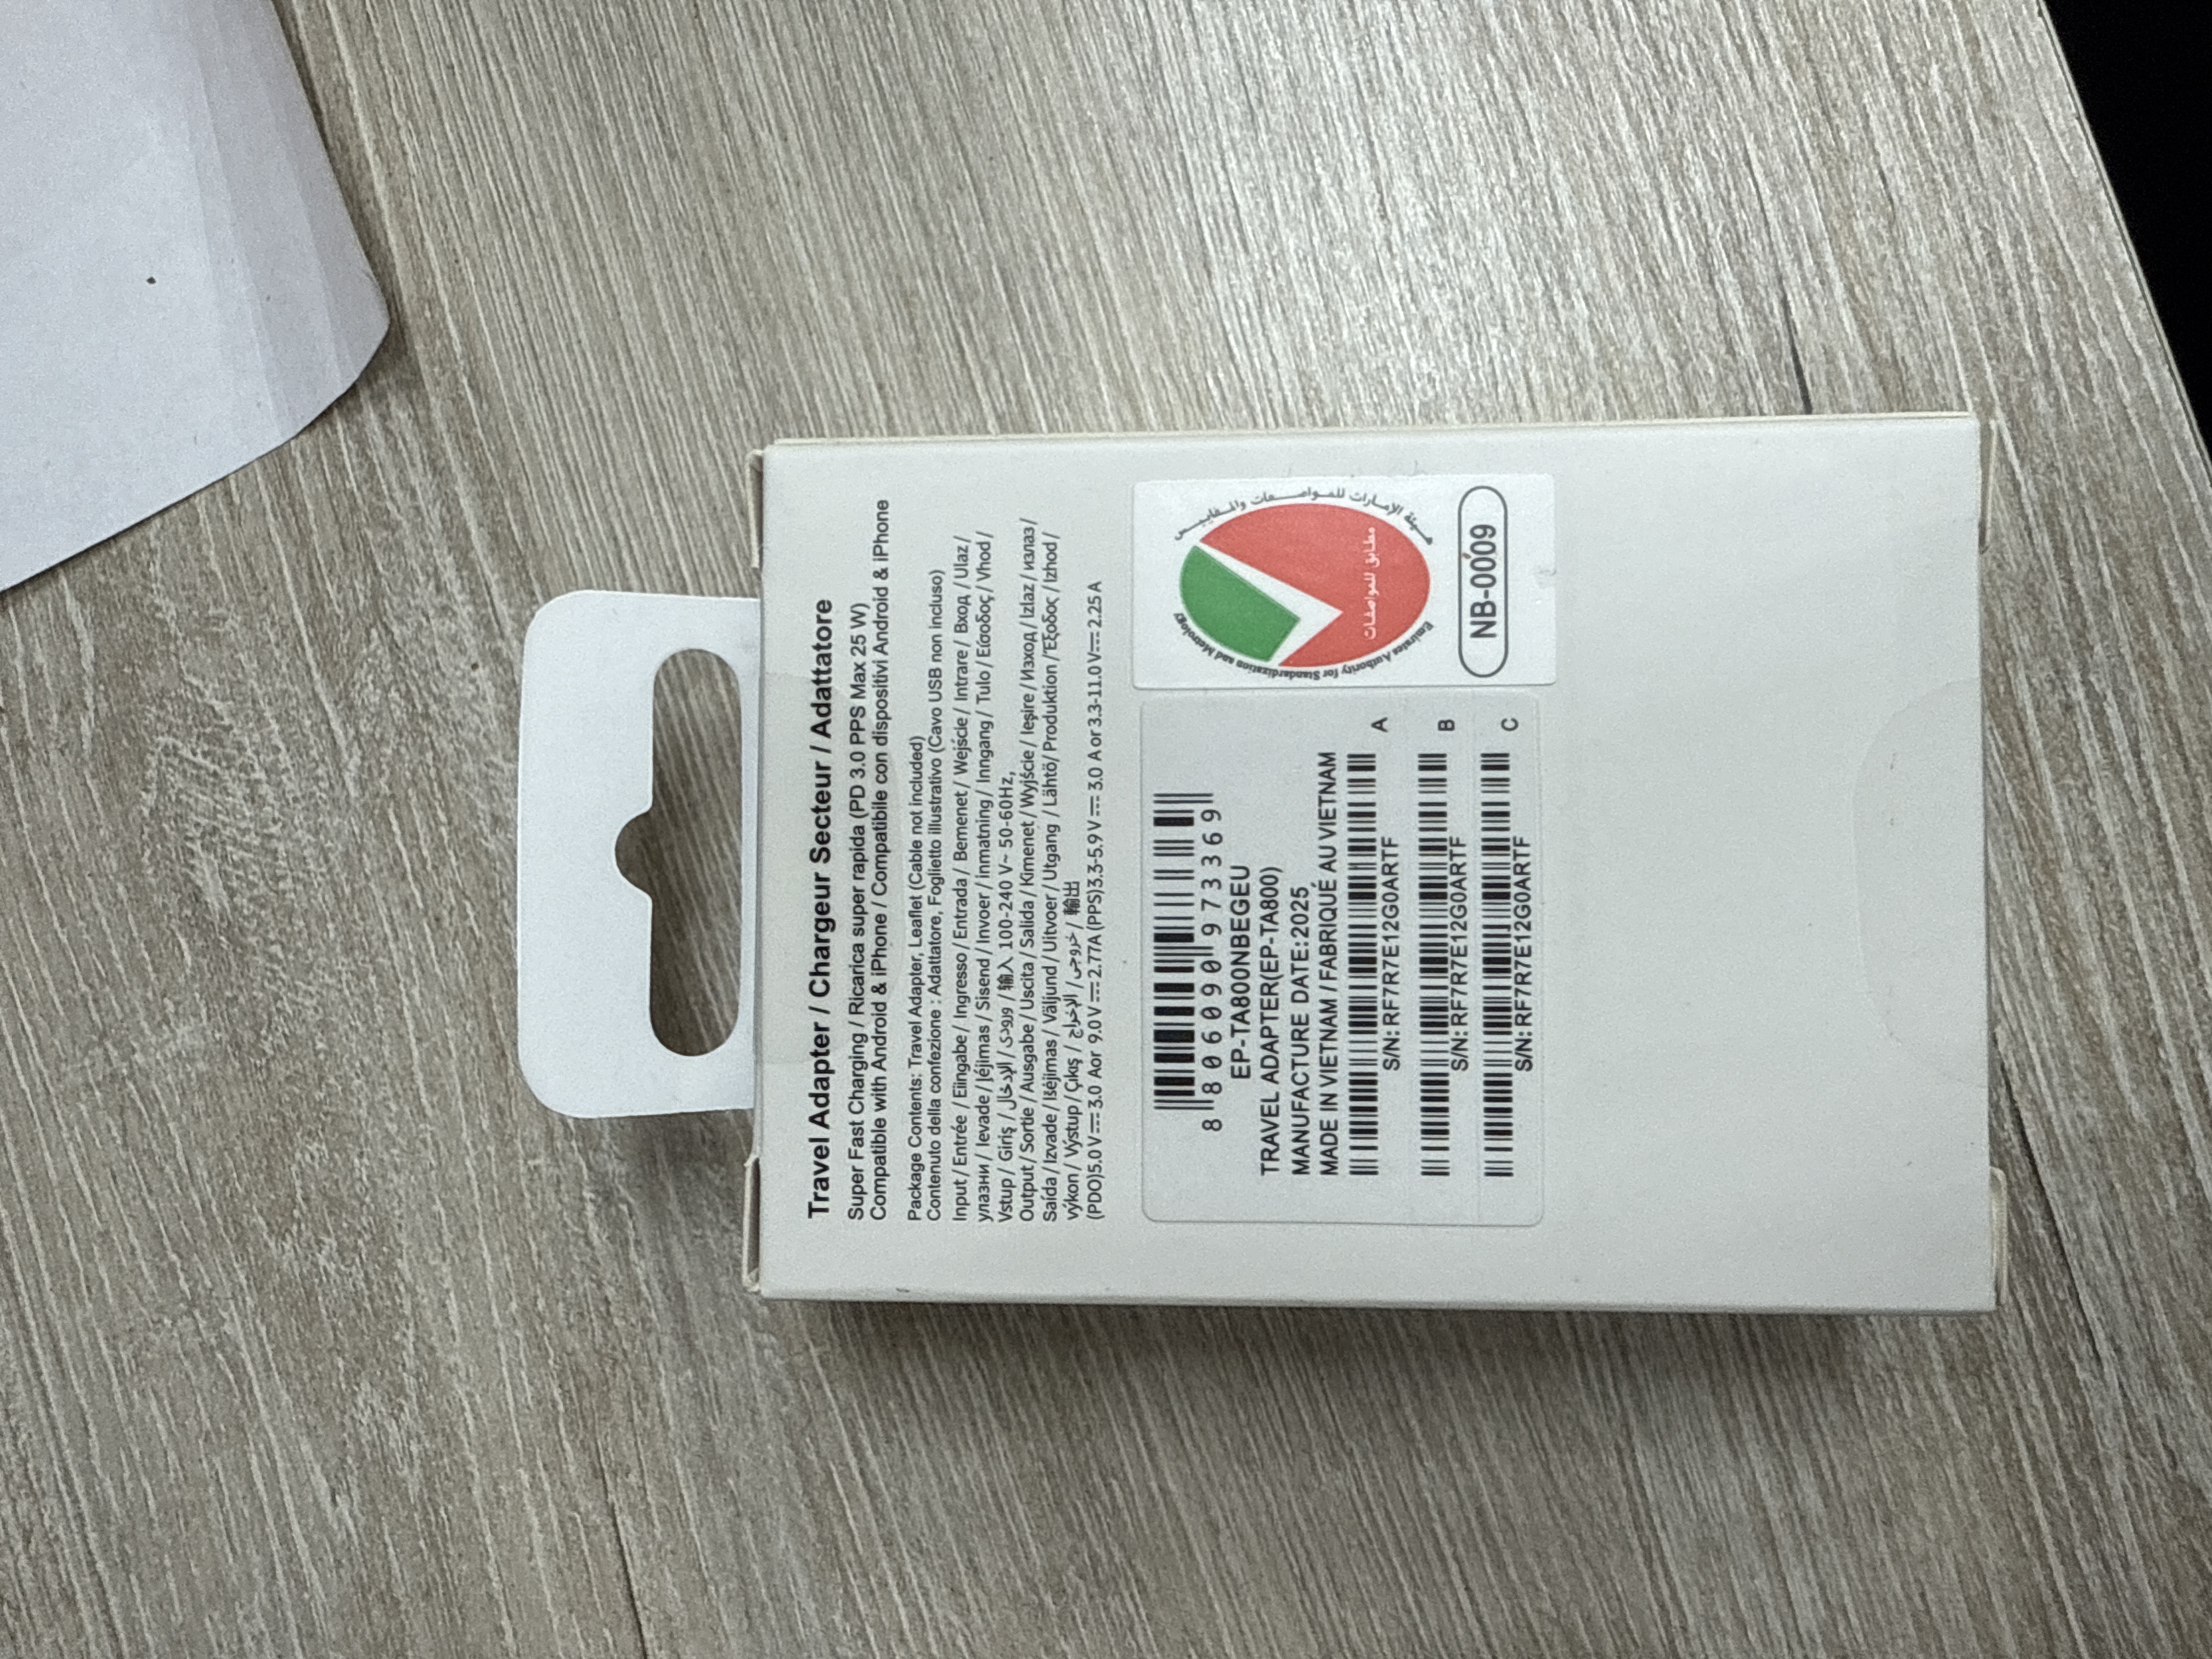 Travel Adapter / Chargeur Secteur / Adattatore
Super Fast Charging / Ricarica super rapida (PD 3.0 PPS Max 25 W)
Compatible with Android & iPhone / Compatibile con dispositivi Android & iPhone
Package Contents: Travel Adapter, Leaflet (Cable not included)
Contenuto della confezione : Adattatore, Foglietto illustrativo (Cavo USB non incluso)
Input / Entrée / Eiingabe / Ingresso / Entrada / Bemenet / Wejście / Intrare / Вход / Ulaz /
улазни / Ievade / Įėjimas / Sisend / Invoer / inmatning / Inngang / Tulo / Είσοδος / Vhod /
Vstup / Giriş / الإدخال / ورودی / 输入 100-240 V~ 50-60Hz,
Output / Sortie / Ausgabe / Uscita / Salida / Kimenet / Wyjście / Ieşire / Изход / Izlaz / излаз /
Saída / Izvade / Išėjimas / Väljund / Uitvoer / Utgang / Lähtö / Produktion / Έξοδος / Izhod /
výkon / Výstup / Çıkış / الإخراج / خروجی / 輸出
(PDO)5.0 V⎓3.0 Aor 9.0 V⎓2.77A (PPS)3.3-5.9 V⎓3.0 A or 3.3-11.0 V⎓2.25 A
8 806090 973369
EP-TA800NBEGEU
TRAVEL ADAPTER(EP-TA800)
MANUFACTURE DATE:2025
MADE IN VIETNAM / FABRIQUÉ AU VIETNAM
A
S/N: RF7R7E12G0ARTF
B
S/N: RF7R7E12G0ARTF
C
S/N: RF7R7E12G0ARTF
هيئة الإمارات للمواصفات والمقاييس
مطابق للمواصفات
Emirates Authority for Standardization and Metrology
NB-0009